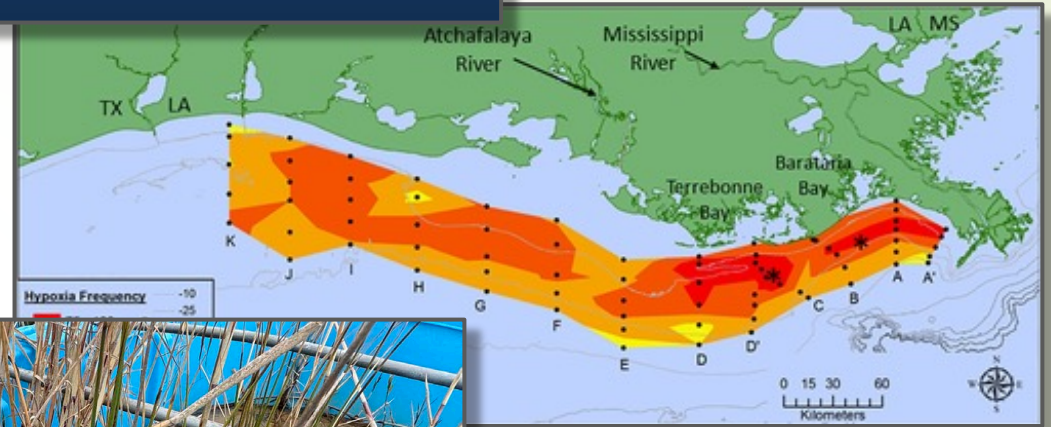 Atchafalaya
River
Mississippi
River
LA MS
TX LA
Barataria
Bay
Terrebonne
Bay
K
J
I
H
G
F
E
D
D'
C
B
A
A'
Hypoxia Frequency
-10
-25
0 15 30 60
Kilometers
N
W
E
S